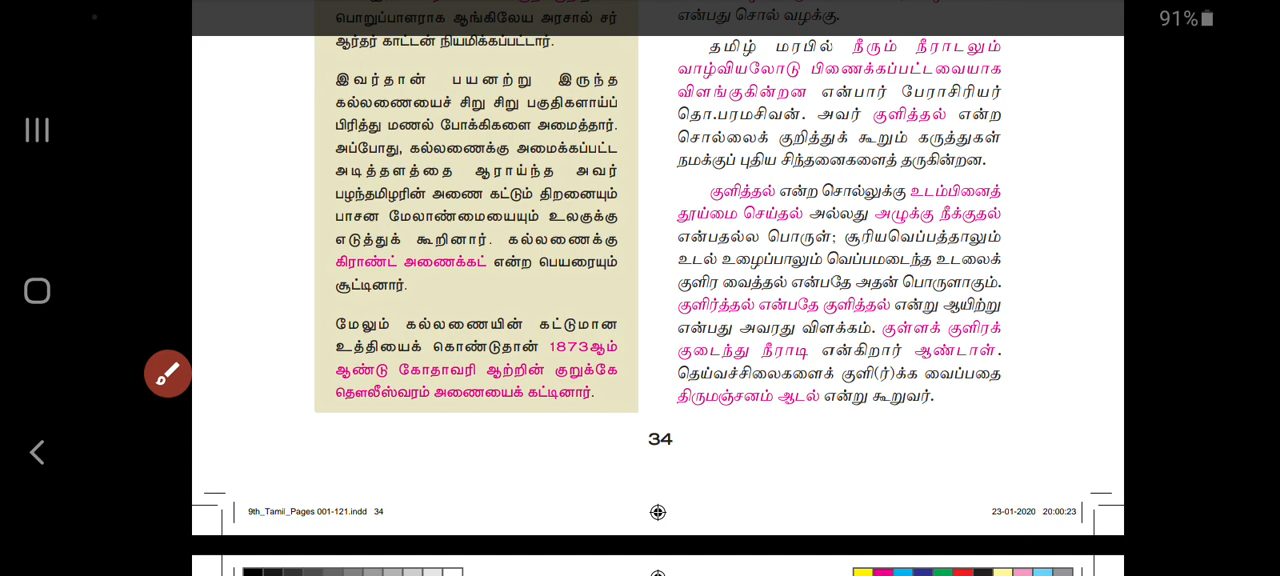 91%
பொறுப்பாளராக ஆங்கிலேய அரசால் சர்
ஆர்தர் காட்டன் நியமிக்கப்பட்டார்.
இவர்தான் பயனற்று இருந்த
கல்லணையைச் சிறு சிறு பகுதிகளாய்ப்
பிரித்து மணல் போக்கிகளை அமைத்தார்.
அப்போது, கல்லணைக்கு அமைக்கப்பட்ட
அடித்தளத்தை ஆராய்ந்த அவர்
பழந்தமிழரின் அணை கட்டும் திறனையும்
பாசன மேலாண்மையையும் உலகுக்கு
எடுத்துக் கூறினார். கல்லணைக்கு
கிராண்ட் அணைக்கட் என்ற பெயரையும்
சூட்டினார்.
மேலும் கல்லணையின் கட்டுமான
உத்தியைக் கொண்டுதான் 1873ஆம்
ஆண்டு கோதாவரி ஆற்றின் குறுக்கே
தௌலீஸ்வரம் அணையைக் கட்டினார்.
என்பது சொல் வழக்கு.
தமிழ் மரபில் நீரும் நீராடலும்
வாழ்வியலோடு பிணைக்கப்பட்டவையாக
விளங்குகின்றன என்பார் பேராசிரியர்
தொ.பரமசிவன். அவர் குளித்தல் என்ற
சொல்லைக் குறித்துக் கூறும் கருத்துகள்
நமக்குப் புதிய சிந்தனைகளைத் தருகின்றன.
குளித்தல் என்ற சொல்லுக்கு உடம்பினைத்
தூய்மை செய்தல் அல்லது அழுக்கு நீக்குதல்
என்பதல்ல பொருள்; சூரியவெப்பத்தாலும்
உடல் உழைப்பாலும் வெப்பமடைந்த உடலைக்
குளிர வைத்தல் என்பதே அதன் பொருளாகும்.
குளிர்த்தல் என்பதே குளித்தல் என்று ஆயிற்று
என்பது அவரது விளக்கம். குள்ளக் குளிரக்
குடைந்து நீராடி என்கிறார் ஆண்டாள்.
தெய்வச்சிலைகளைக் குளி(ர்)க்க வைப்பதை
திருமஞ்சனம் ஆடல் என்று கூறுவர்.
34
9th_Tamil_Pages 001-121.indd 34
23-01-2020 20:00:23